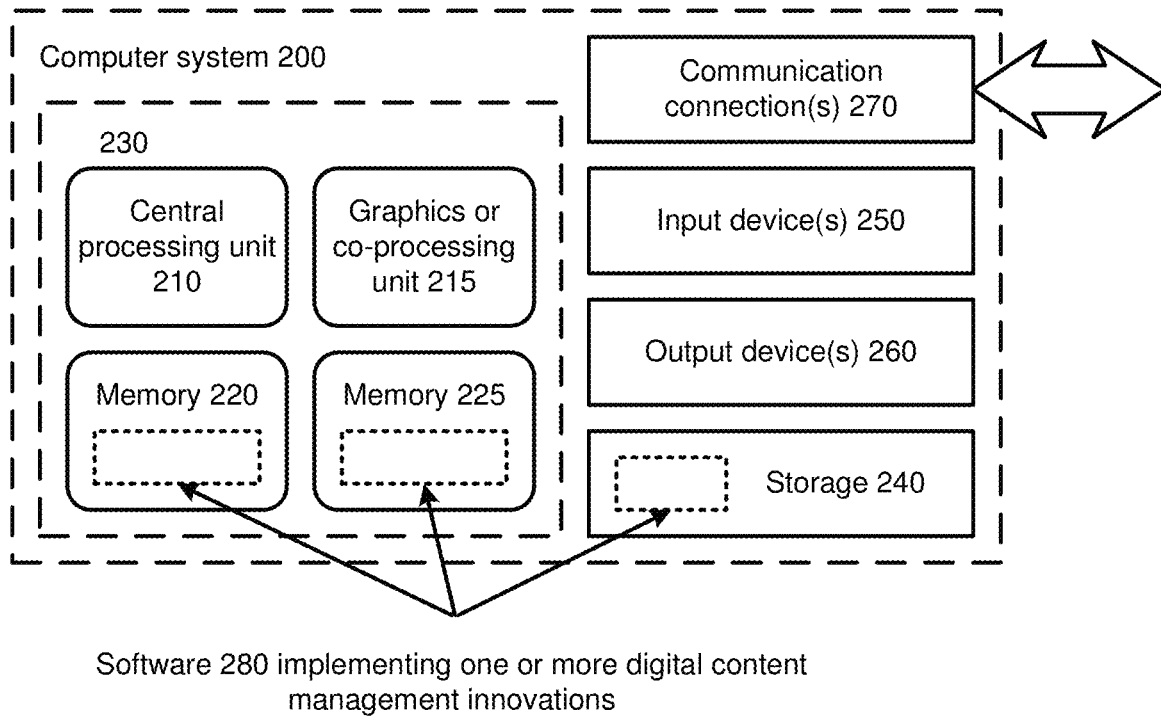 Computer system 200
230
Central
processing unit
210
Graphics or
co-processing
unit 215
Memory 220
Memory 225
Communication
connection(s) 270
Input device(s) 250
Output device(s) 260
Storage 240
Software 280 implementing one or more digital content
management innovations